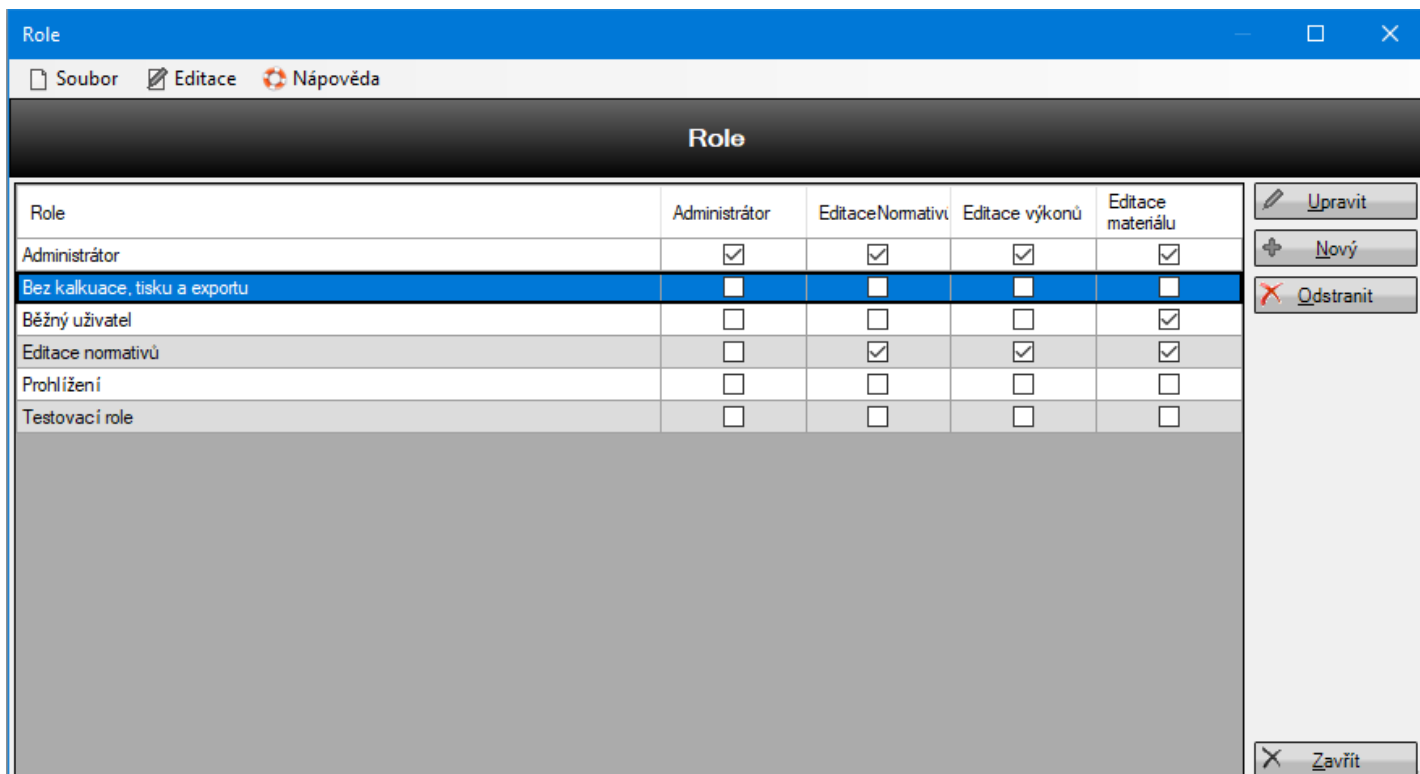 Role
Soubor Editace Nápověda
Role
Role Administrátor EditaceNormativů Editace výkonů Editace materiálu
Administrátor
Bez kalkuace, tisku a exportu
Běžný uživatel
Editace normativů
Prohlížení
Testovací role
Upravit
Nový
Odstranit
Zavřít